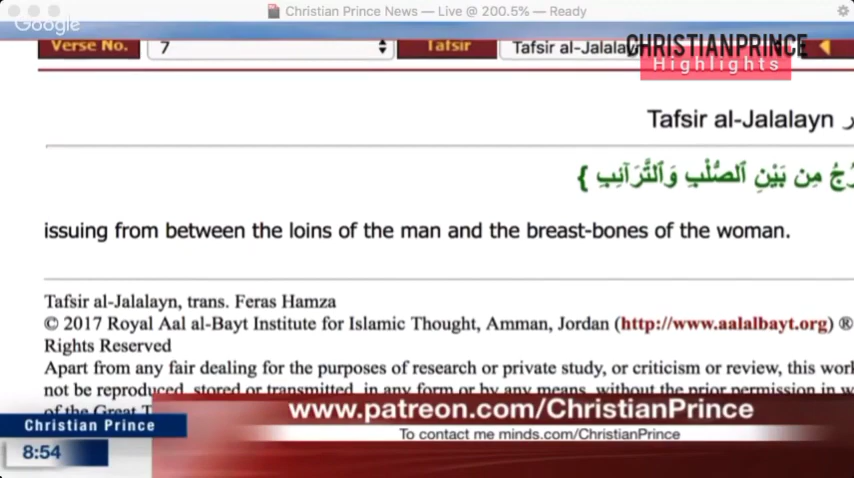 Christian Prince News — Live @ 200.5% — Ready
Google
Verse No. 7 Tafsir Tafsir al-Jalalayn
CHRISTIANPRINCE
Highlights
Tafsir al-Jalalayn
مِن بَيْنِ ٱلصُّلْبِ وَٱلتَّرَآئِبِ }
issuing from between the loins of the man and the breast-bones of the woman.
Tafsir al-Jalalayn, trans. Feras Hamza
© 2017 Royal Aal al-Bayt Institute for Islamic Thought, Amman, Jordan (http://www.aalalbayt.org) ®
Rights Reserved
Apart from any fair dealing for the purposes of research or private study, or criticism or review, this
not be reproduced, stored or transmitted, in any form or by any means, without the prior permission in
of the Great
www.patreon.com/ChristianPrince
Christian Prince
To contact me minds.com/ChristianPrince
8:54